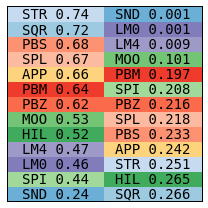 STR 0.74 SND 0.001
SQR 0.72 LM0 0.001
PBS 0.68 LM4 0.009
SPL 0.67 MOO 0.101
APP 0.66 PBM 0.197
PBM 0.64 SPI 0.208
PBZ 0.62 PBZ 0.216
MOO 0.53 SPL 0.218
HIL 0.52 PBS 0.233
LM4 0.47 APP 0.242
LM0 0.46 STR 0.251
SPI 0.44 HIL 0.265
SND 0.24 SQR 0.266